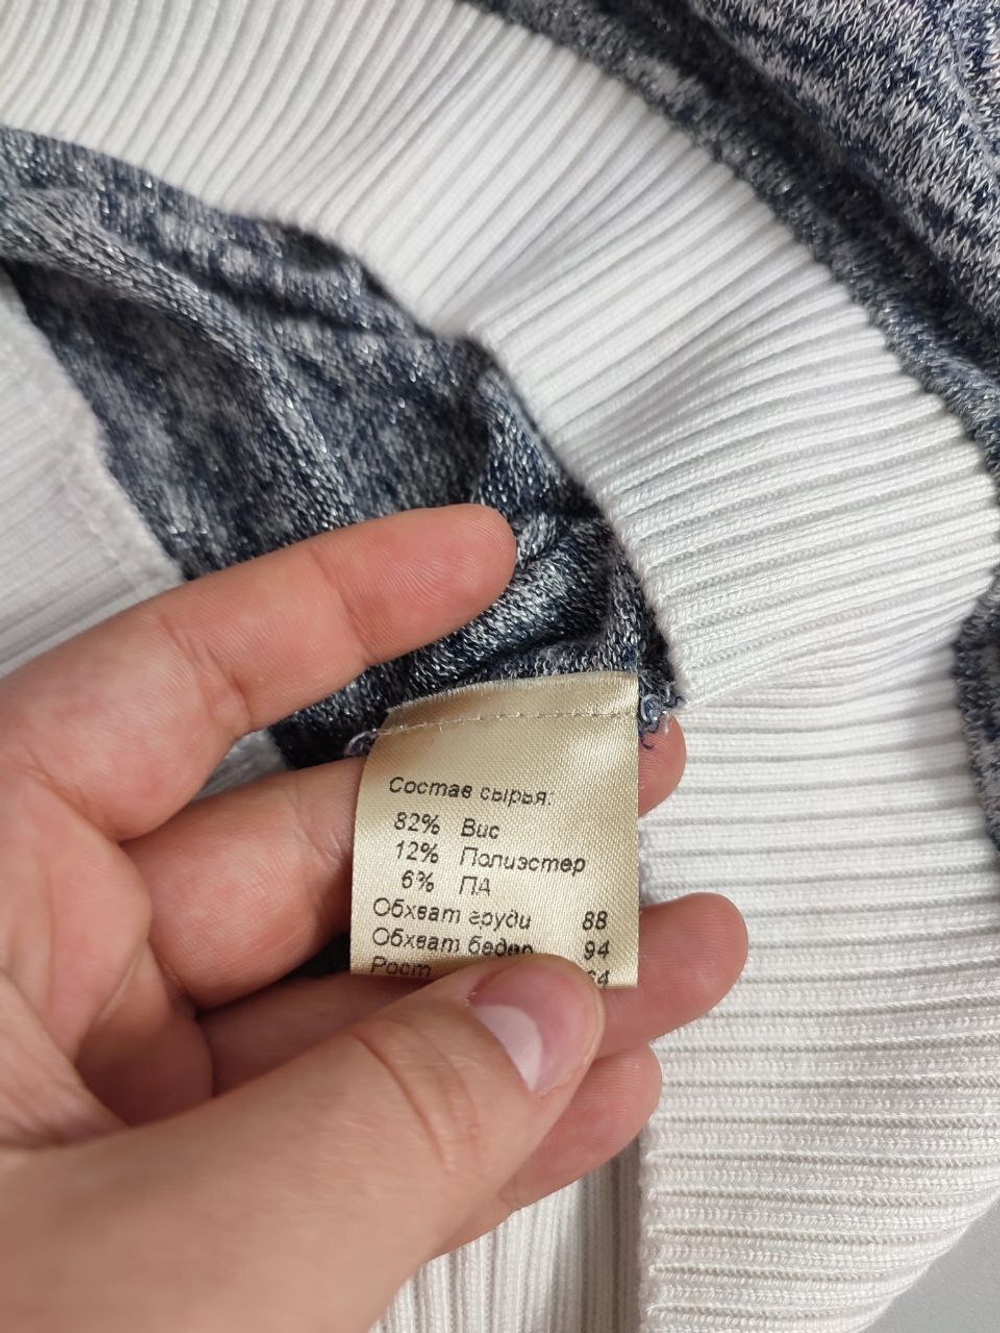 Состав сырья:
82% Вис
12% Полиэстер
6% ПА
Обхват груди 88
Обхват бедер 94
Рост